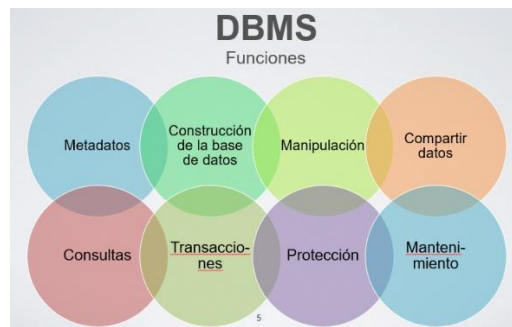 DBMS
Funciones
Metadatos
Construcción
de la base
de datos
Manipulación
Compartir
datos
Consultas
Transaccio-
nes
Protección
Manteni-
miento
5